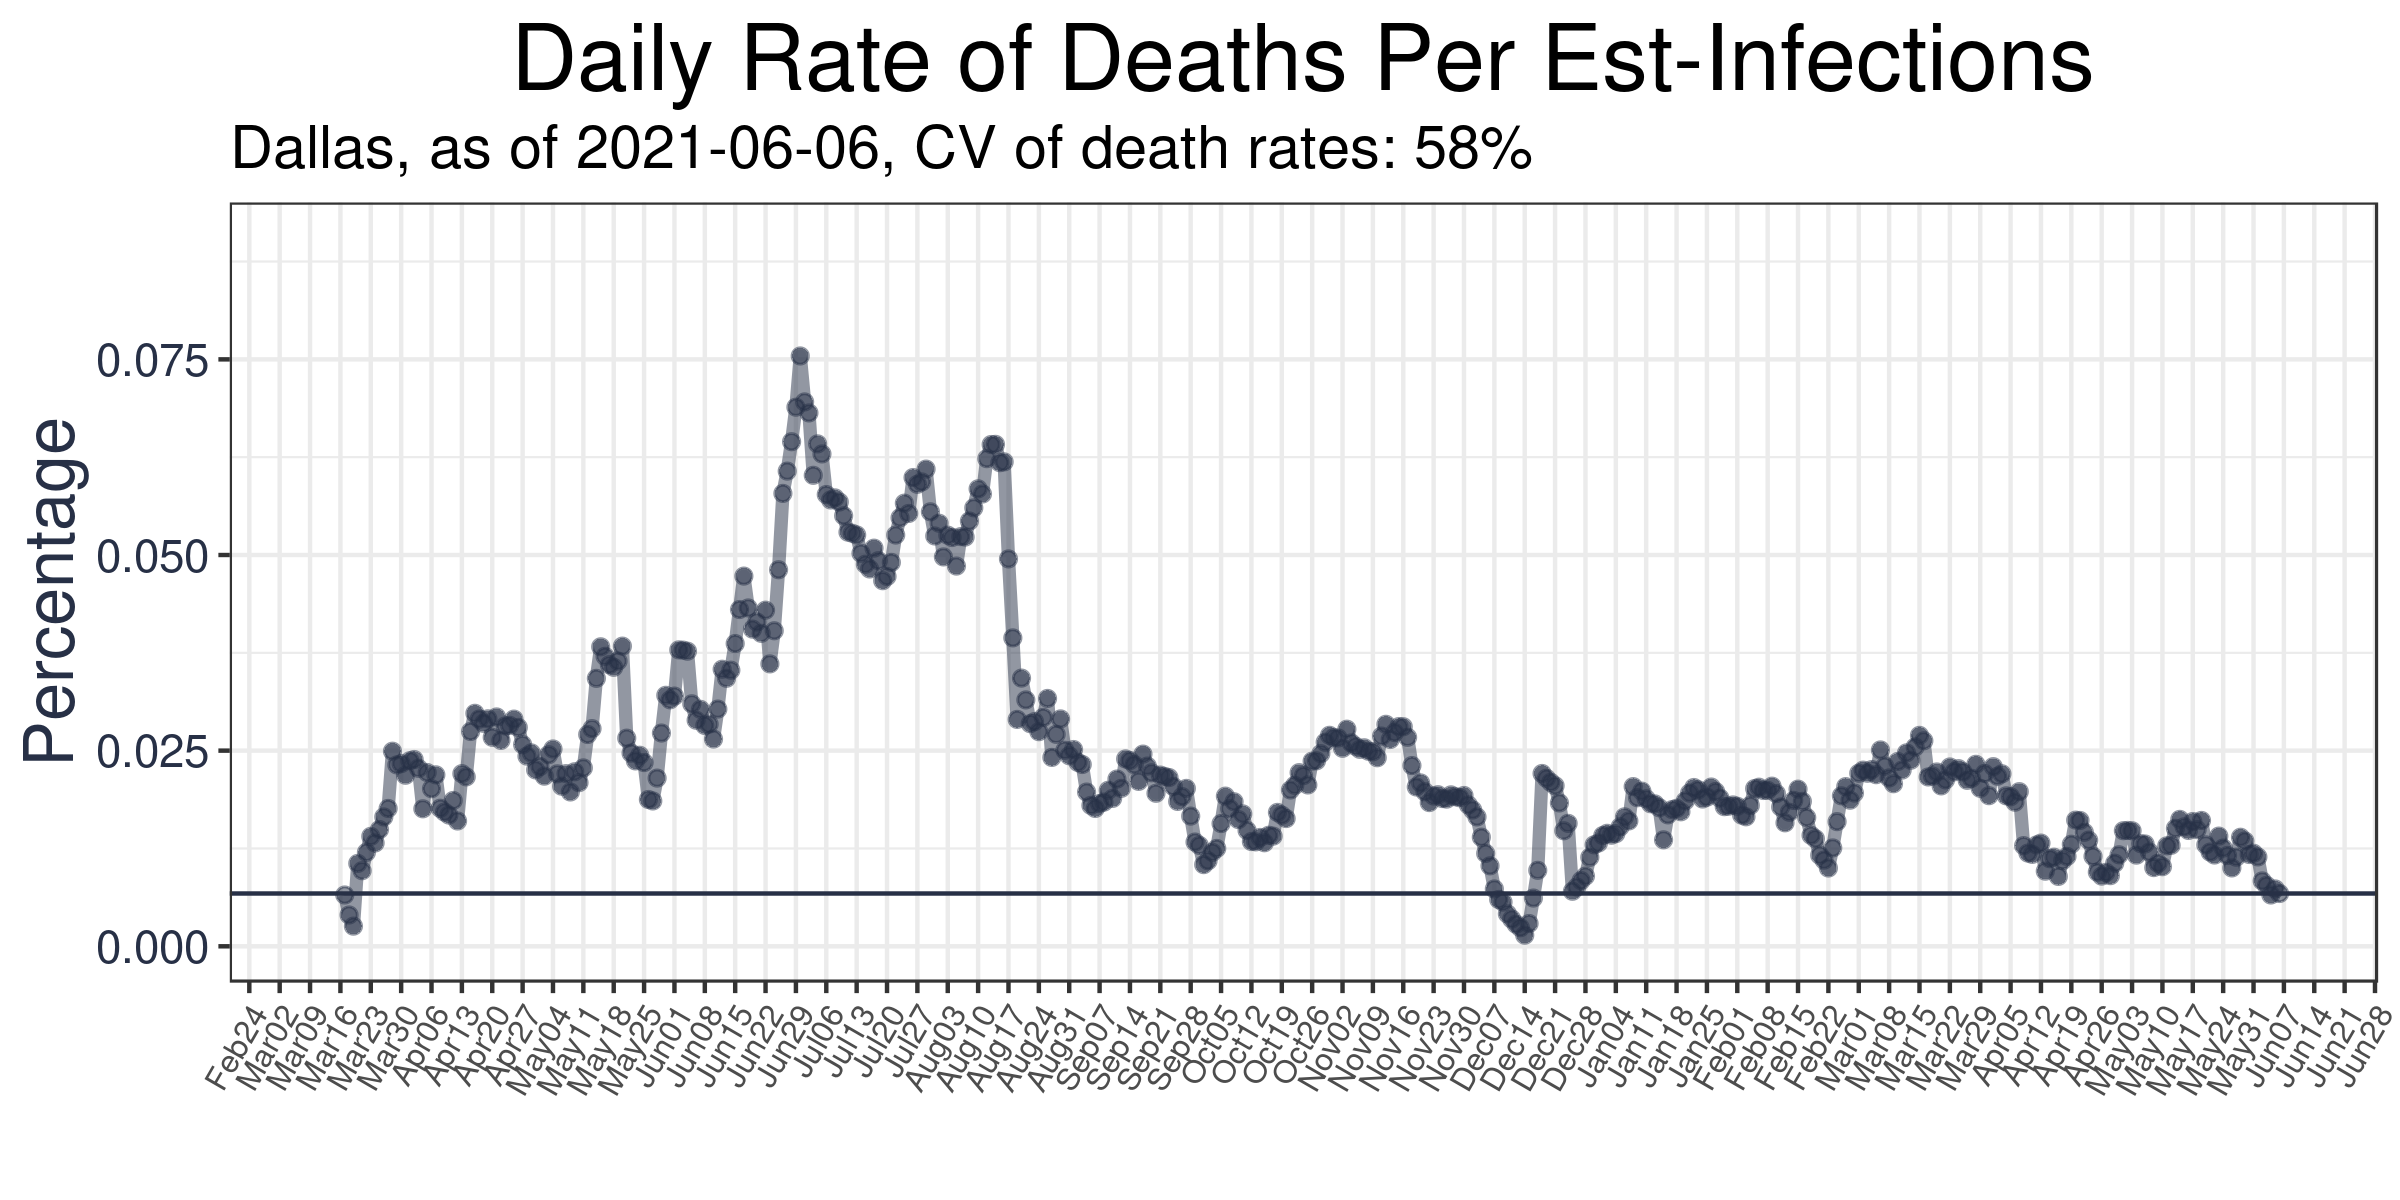 Daily Rate of Deaths Per Est-Infections
Dallas, as of 2021-06-06, CV of death rates: 58%
Percentage
0.075
0.050
0.025
0.000
Feb24
Mar02
Mar09
Mar16
Mar23
Mar30
Apr06
Apr13
Apr20
Apr27
May04
May11
May18
May25
Jun01
Jun08
Jun15
Jun22
Jun29
Jul06
Jul13
Jul20
Jul27
Aug03
Aug10
Aug17
Aug24
Aug31
Sep07
Sep14
Sep21
Sep28
Oct05
Oct12
Oct19
Oct26
Nov02
Nov09
Nov16
Nov23
Nov30
Dec07
Dec14
Dec21
Dec28
Jan04
Jan11
Jan18
Jan25
Feb01
Feb08
Feb15
Feb22
Mar01
Mar08
Mar15
Mar22
Mar29
Apr05
Apr12
Apr19
Apr26
May03
May10
May17
May24
May31
Jun07
Jun14
Jun21
Jun28